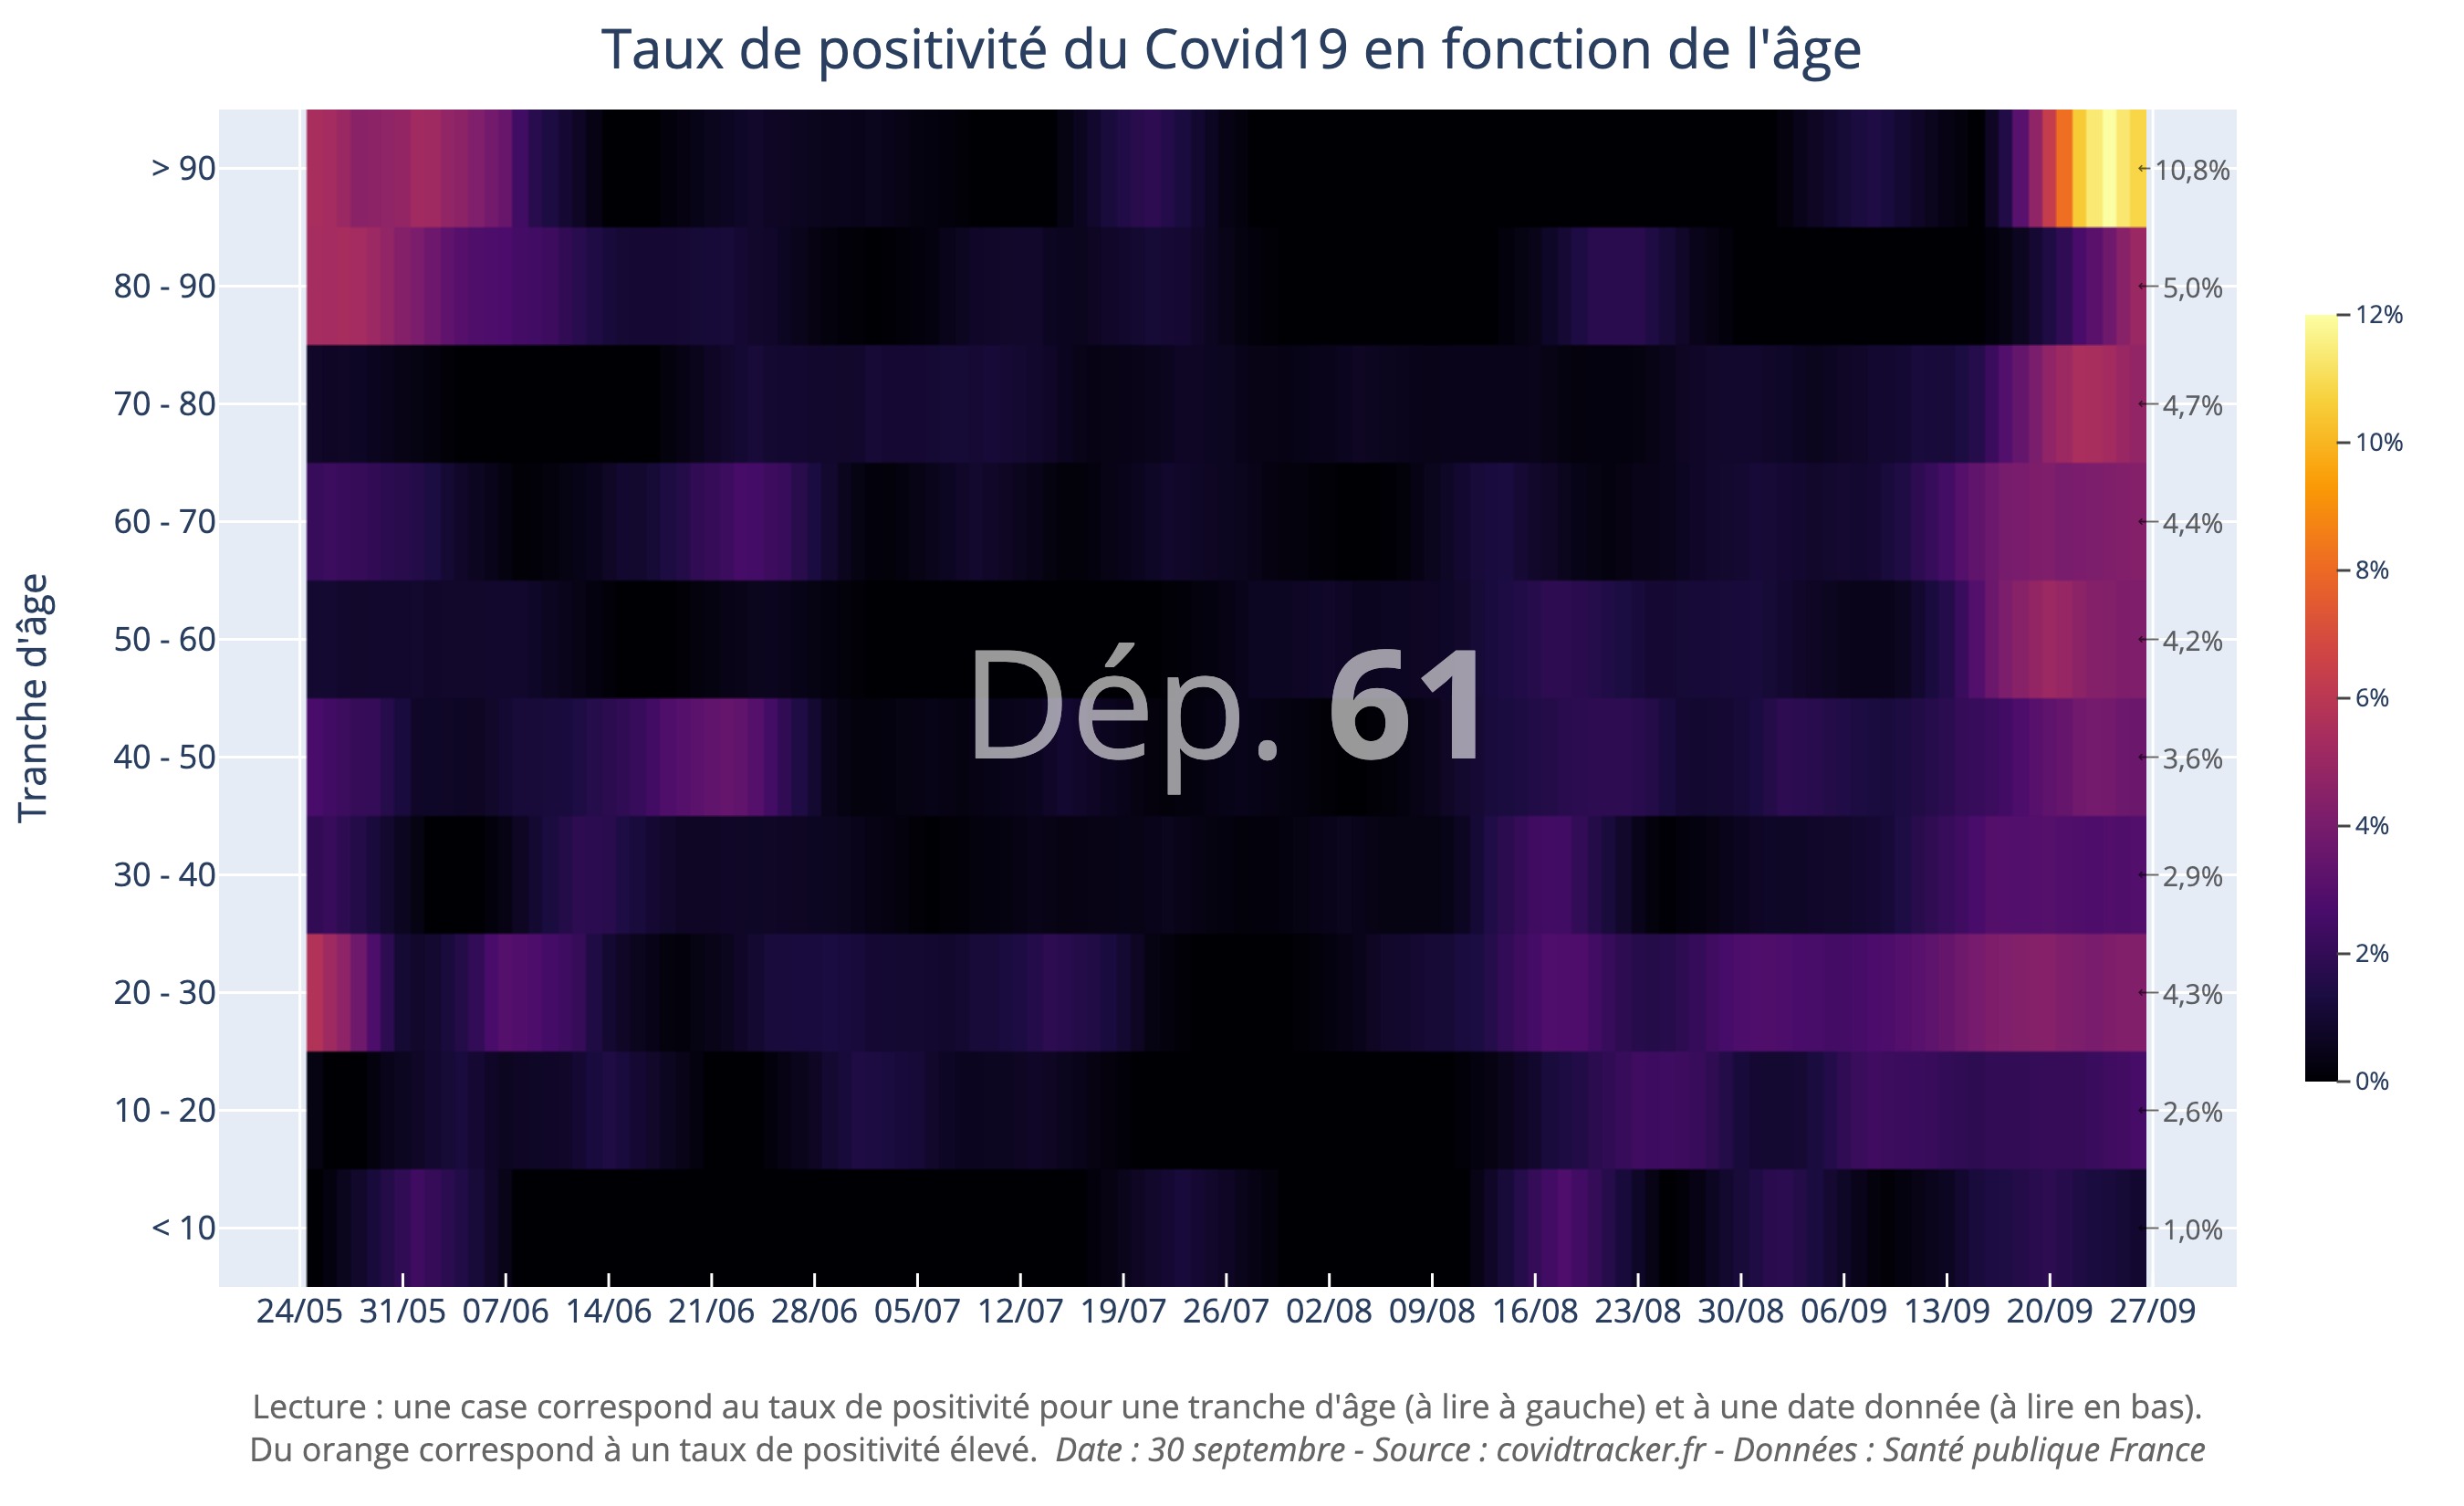 Taux de positivité du Covid19 en fonction de l'âge
Tranche d'âge
> 90
80 - 90
70 - 80
60 - 70
50 - 60
40 - 50
30 - 40
20 - 30
10 - 20
< 10
Dép. 61
10,8%
5,0%
4,7%
4,4%
4,2%
3,6%
2,9%
4,3%
2,6%
1,0%
12%
10%
8%
6%
4%
2%
0%
24/05 31/05 07/06 14/06 21/06 28/06 05/07 12/07 19/07 26/07 02/08 09/08 16/08 23/08 30/08 06/09 13/09 20/09 27/09
Lecture : une case correspond au taux de positivité pour une tranche d'âge (à lire à gauche) et à une date donnée (à lire en bas).
Du orange correspond à un taux de positivité élevé. Date : 30 septembre - Source : covidtracker.fr - Données : Santé publique France